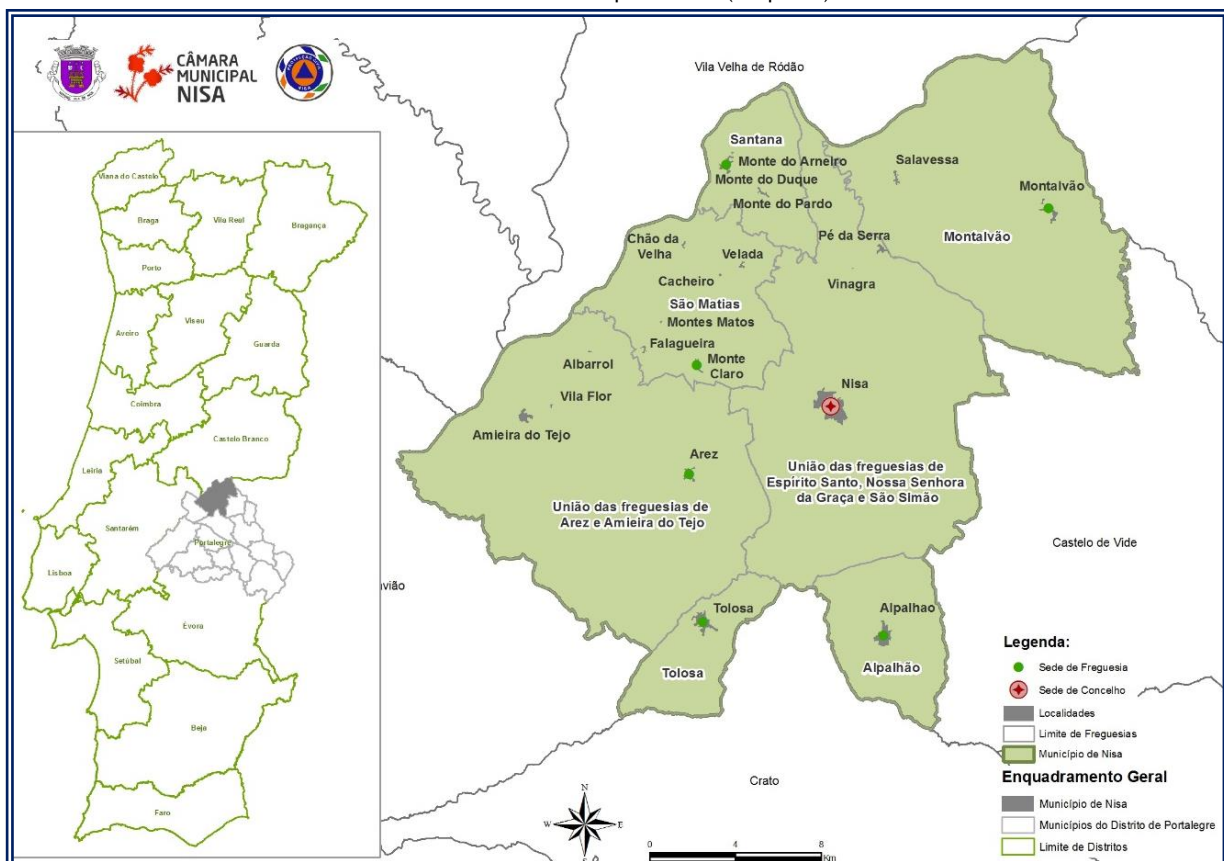 CÂMARA
MUNICIPAL
NISA
Viana do Castelo
Braga
Vila Real
Bragança
Porto
Aveiro
Viseu
Guarda
Coimbra
Castelo Branco
Leiria
Santarém
Portalegre
Lisboa
Évora
Setúbal
Beja
Faro
Vila Velha de Ródão
Santana
Monte do Arneiro
Monte do Duque
Monte do Pardo
Salavessa
Montalvão
Montalvão
Pé da Serra
Chão da
Velha
Velada
Cacheiro
Vinagra
São Matias
Montes Matos
Falagueira
Monte
Claro
Albarrol
Nisa
Vila Flor
Amieira do Tejo
Arez
União das freguesias de
Espírito Santo, Nossa Senhora
da Graça e São Simão
União das freguesias de
Arez e Amieira do Tejo
Castelo de Vide
vião
Tolosa
Tolosa
Alpalhao
Alpalhão
Crato
Legenda:
Sede de Freguesia
Sede de Concelho
Localidades
Limite de Freguesias
Município de Nisa
Enquadramento Geral
Município de Nisa
Municípios do Distrito de Portalegre
Limite de Distritos
N
W
E
S
0 4 8
Km